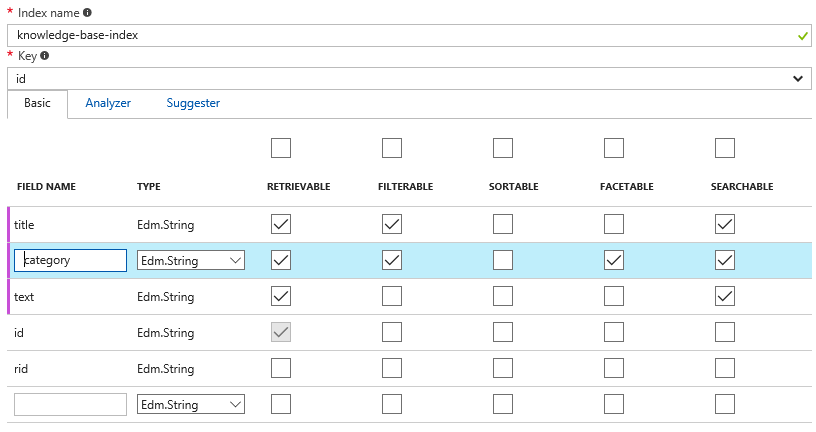 * Index name
knowledge-base-index
* Key
id
Basic Analyzer Suggester
FIELD NAME TYPE RETRIEVABLE FILTERABLE SORTABLE FACETABLE SEARCHABLE
title Edm.String
category Edm.String
text Edm.String
id Edm.String
rid Edm.String
Edm.String